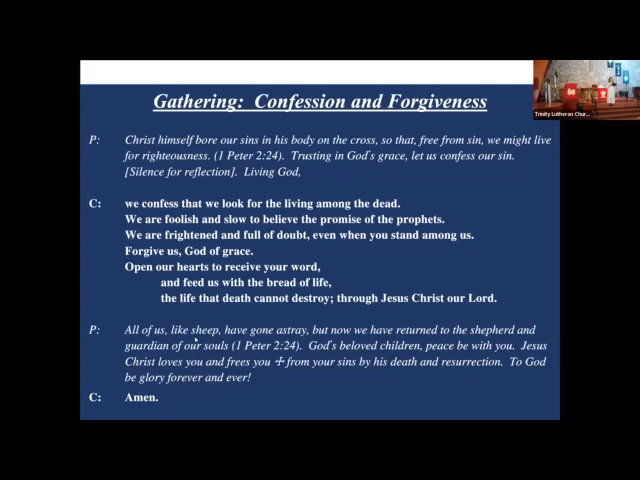 Gathering:  Confession and Forgiveness
Trinity Lutheran Chur...
P: Christ himself bore our sins in his body on the cross, so that, free from sin, we might live
for righteousness. (1 Peter 2:24).  Trusting in God's grace, let us confess our sin.
[Silence for reflection].  Living God,
C: we confess that we look for the living among the dead.
We are foolish and slow to believe the promise of the prophets.
We are frightened and full of doubt, even when you stand among us.
Forgive us, God of grace.
Open our hearts to receive your word,
and feed us with the bread of life,
the life that death cannot destroy; through Jesus Christ our Lord.
P: All of us, like sheep, have gone astray, but now we have returned to the shepherd and
guardian of our souls (1 Peter 2:24).  God's beloved children, peace be with you.  Jesus
Christ loves you and frees you ☩ from your sins by his death and resurrection.  To God
be glory forever and ever!
C: Amen.